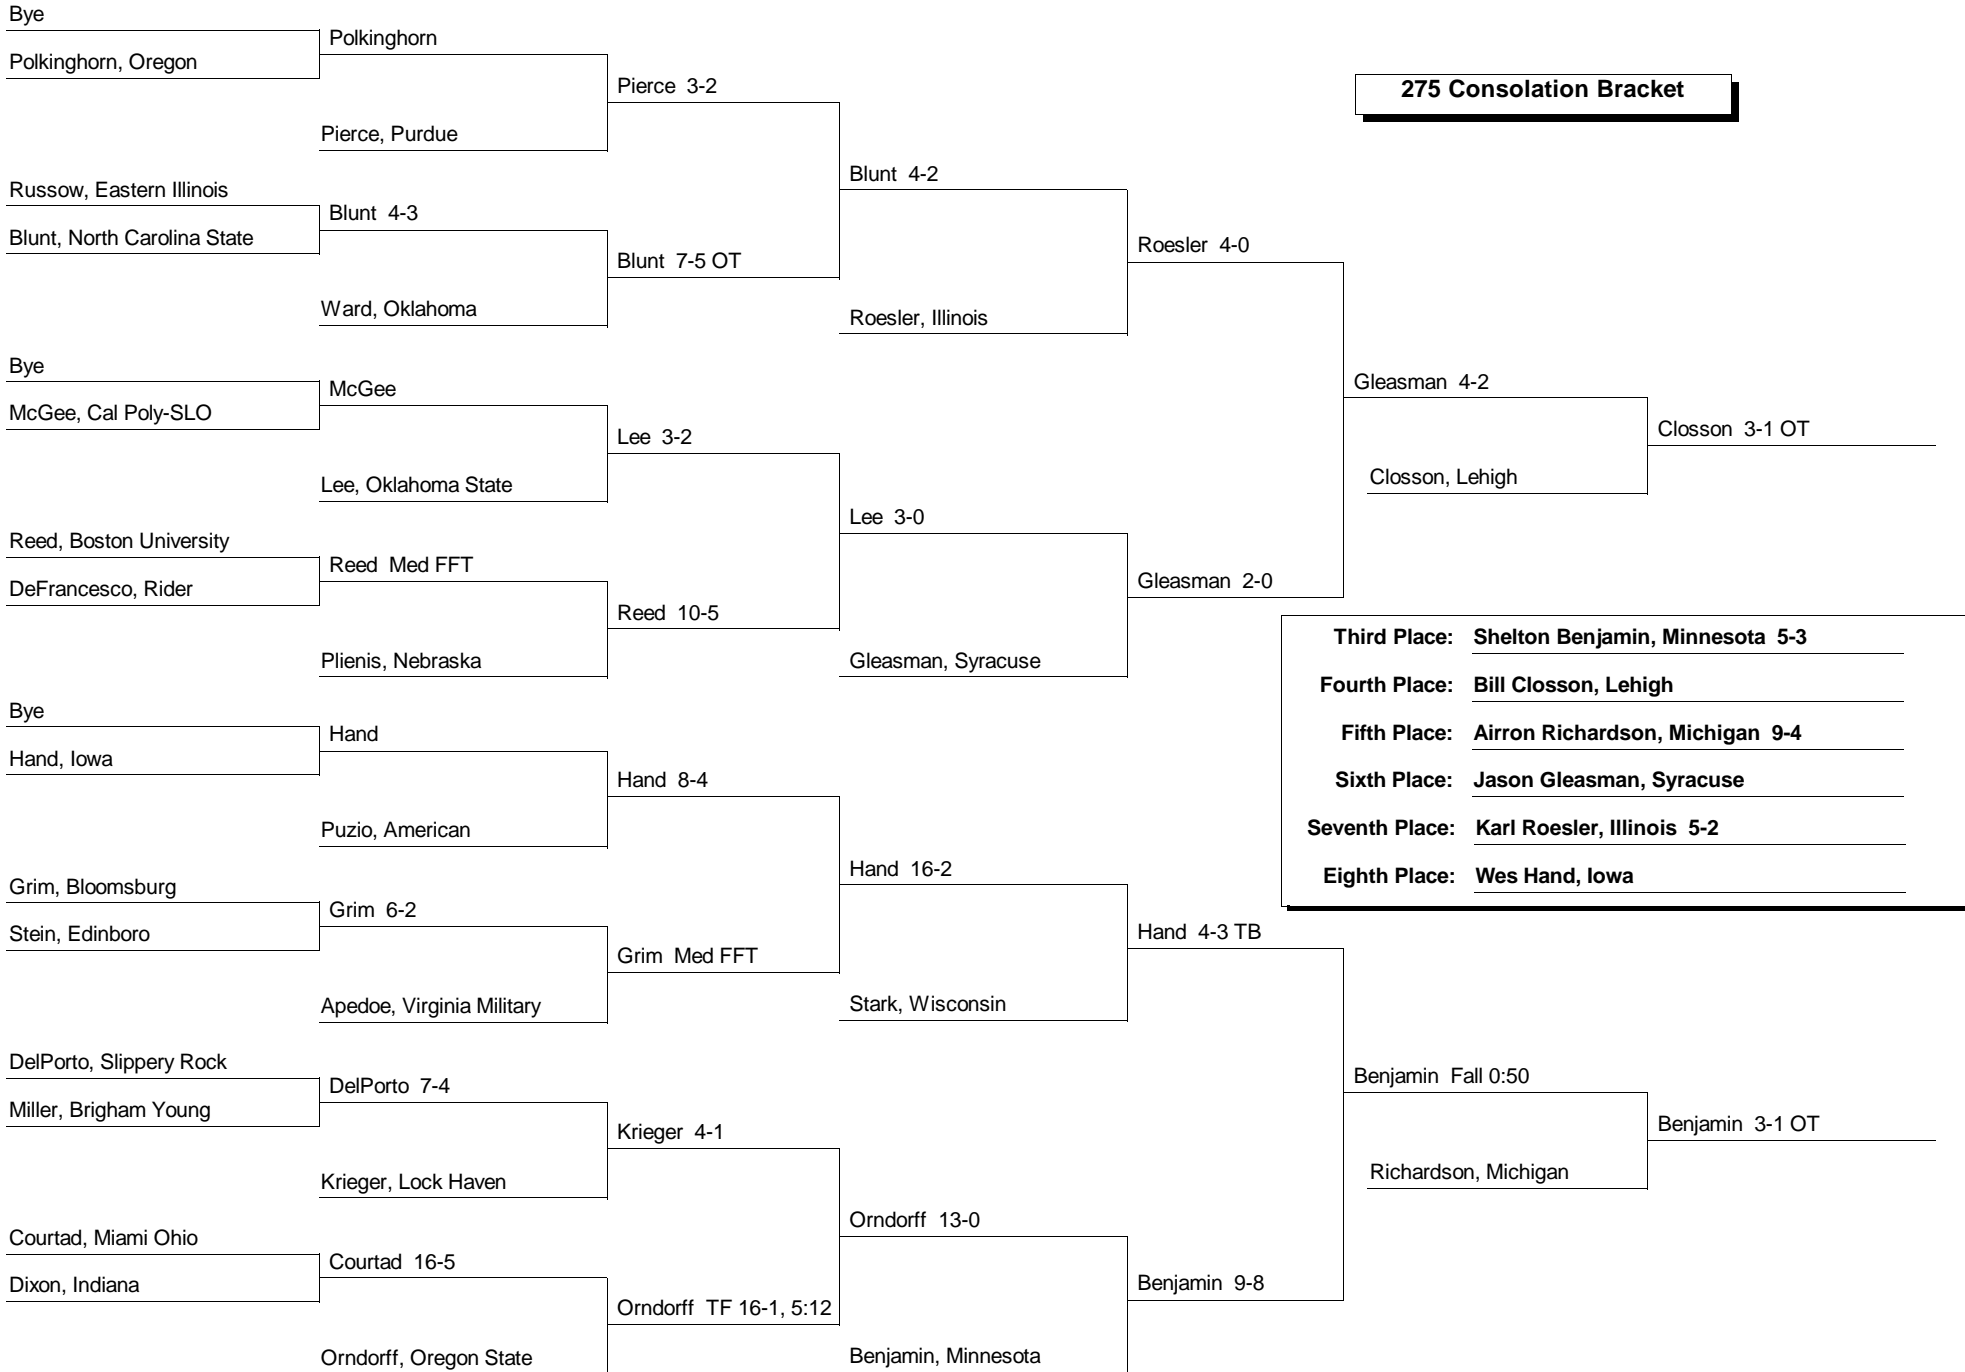 Bye
Polkinghorn, Oregon
Polkinghorn
Pierce, Purdue
Pierce 3-2
Russow, Eastern Illinois
Blunt, North Carolina State
Blunt 4-3
Ward, Oklahoma
Blunt 7-5 OT
Blunt 4-2
Roesler, Illinois
Roesler 4-0
Bye
McGee, Cal Poly-SLO
McGee
Lee, Oklahoma State
Lee 3-2
Reed, Boston University
DeFrancesco, Rider
Reed Med FFT
Plienis, Nebraska
Reed 10-5
Lee 3-0
Gleasman, Syracuse
Gleasman 2-0
Gleasman 4-2
Closson, Lehigh
Closson 3-1 OT
275 Consolation Bracket
Bye
Hand, Iowa
Hand
Puzio, American
Hand 8-4
Grim, Bloomsburg
Stein, Edinboro
Grim 6-2
Apedoe, Virginia Military
Grim Med FFT
Hand 16-2
Stark, Wisconsin
Hand 4-3 TB
DelPorto, Slippery Rock
Miller, Brigham Young
DelPorto 7-4
Krieger, Lock Haven
Krieger 4-1
Courtad, Miami Ohio
Dixon, Indiana
Courtad 16-5
Orndorff, Oregon State
Orndorff TF 16-1, 5:12
Orndorff 13-0
Benjamin, Minnesota
Benjamin 9-8
Benjamin Fall 0:50
Richardson, Michigan
Benjamin 3-1 OT
Third Place: Shelton Benjamin, Minnesota 5-3
Fourth Place: Bill Closson, Lehigh
Fifth Place: Airron Richardson, Michigan 9-4
Sixth Place: Jason Gleasman, Syracuse
Seventh Place: Karl Roesler, Illinois 5-2
Eighth Place: Wes Hand, Iowa